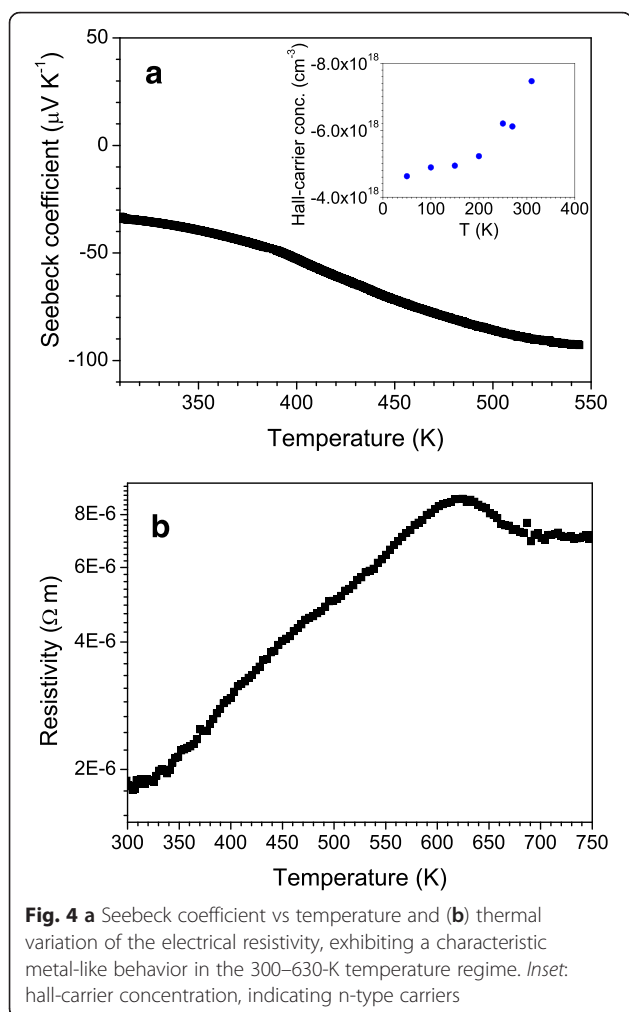 50
a
-8.0x10^18
-6.0x10^18
-4.0x10^18
Hall-carrier conc. (cm^-3)
0 100 200 300 400
T (K)
0
-50
-100
Seebeck coefficient (μV K^-1)
350 400 450 500 550
Temperature (K)
b
8E-6
6E-6
4E-6
2E-6
Resistivity (Ω m)
300 350 400 450 500 550 600 650 700 750
Temperature (K)
Fig. 4 a Seebeck coefficient vs temperature and (b) thermal
variation of the electrical resistivity, exhibiting a characteristic
metal-like behavior in the 300–630-K temperature regime. Inset:
hall-carrier concentration, indicating n-type carriers